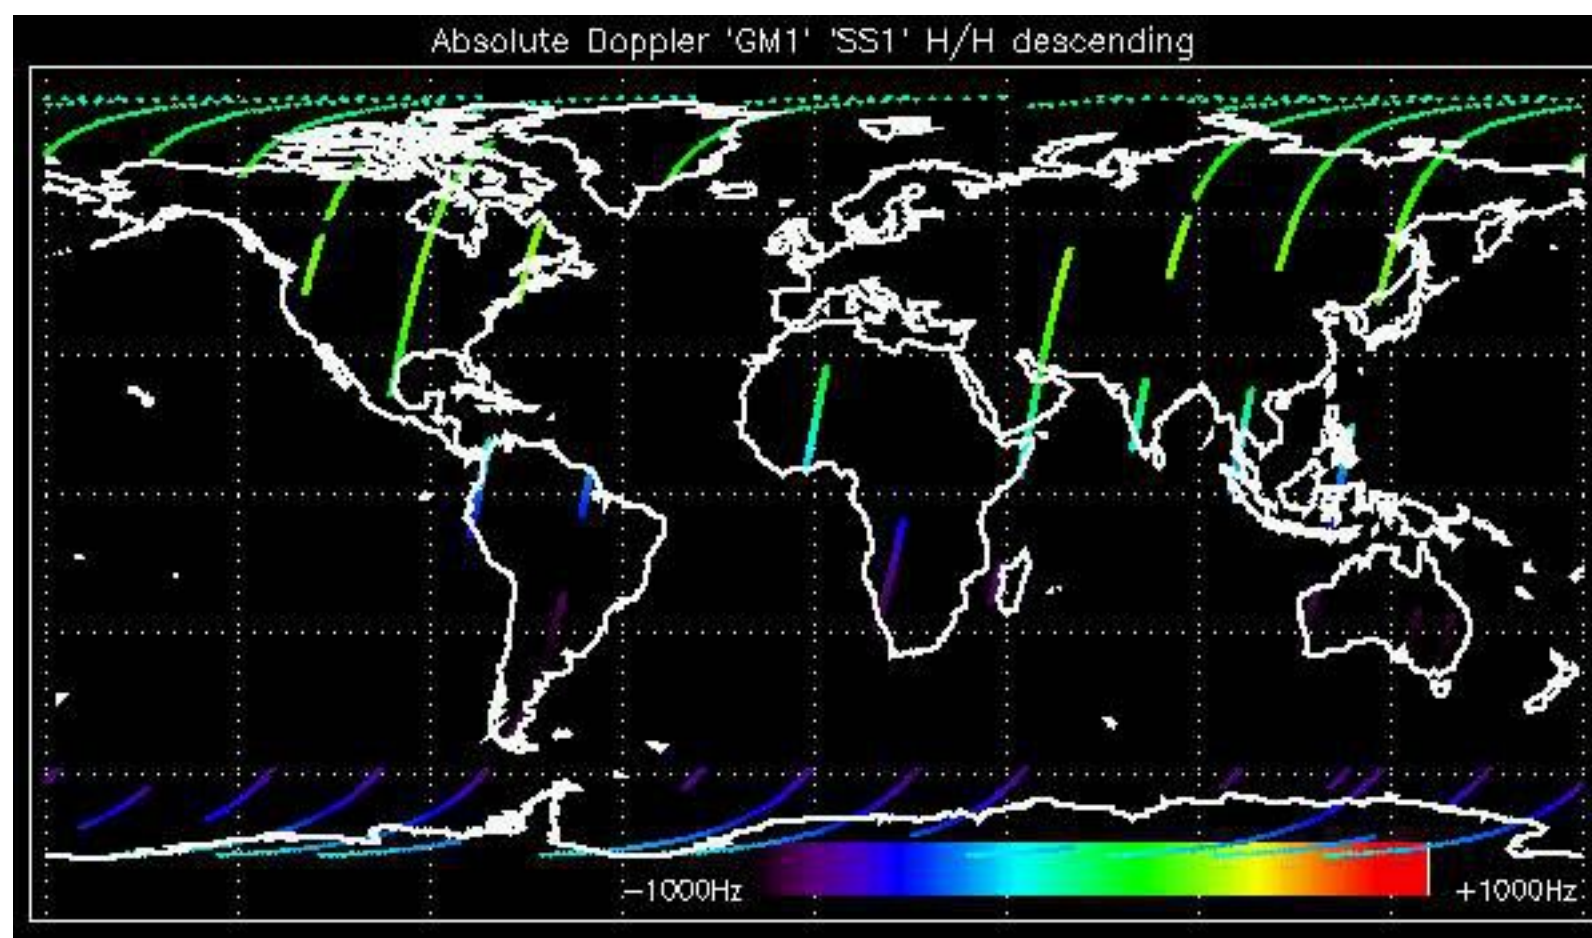 Absolute Doppler 'GM1' 'SS1' H/H descending
-1000Hz
+1000Hz